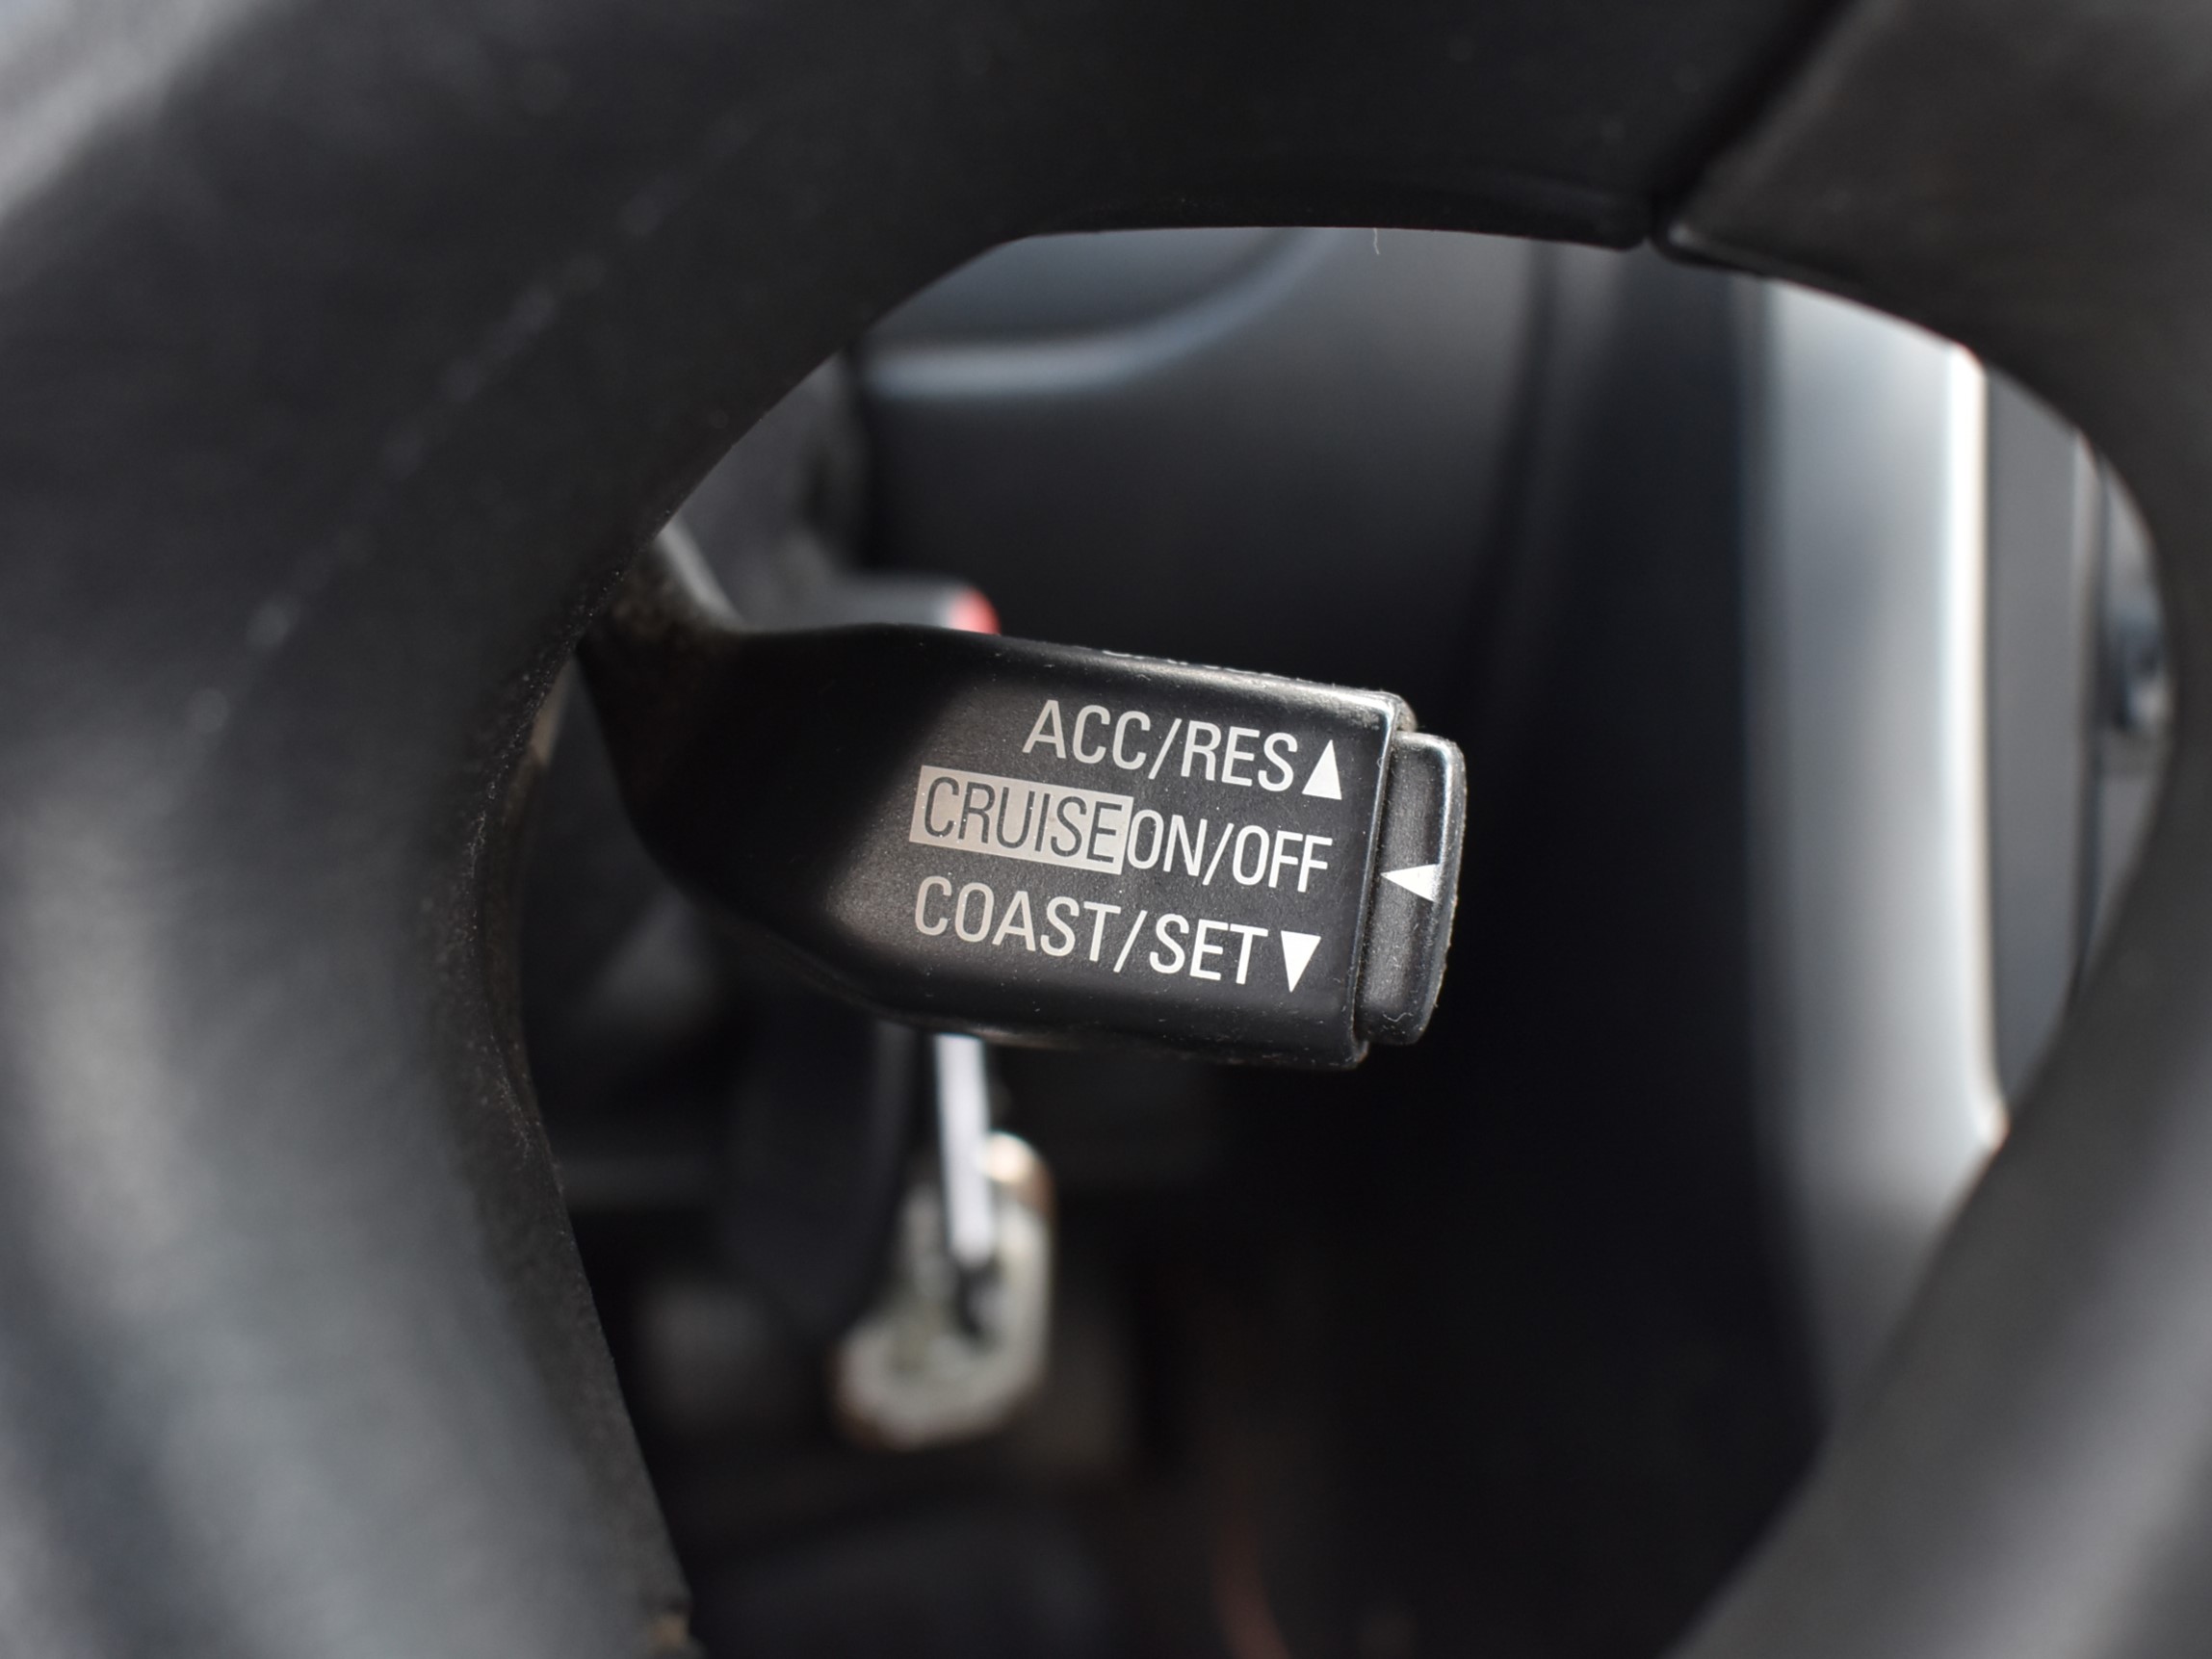 ACC/RES▲
CRUISE ON/OFF
COAST/SET▼